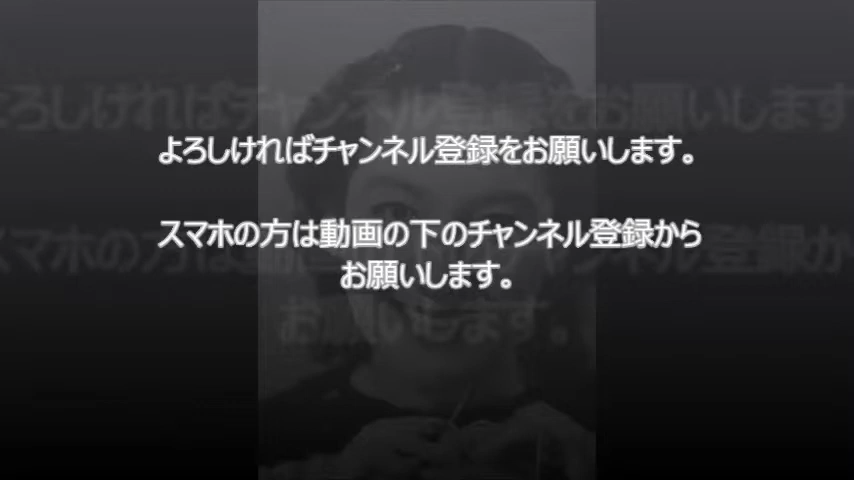 よろしければチャンネル登録をお願いします。
スマホの方は動画の下のチャンネル登録から
お願いします。